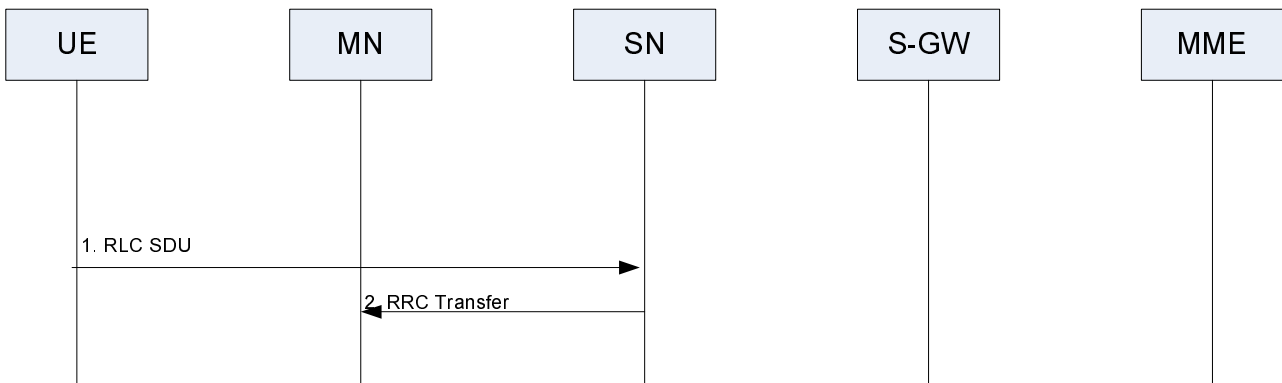 UE
MN
SN
S-GW
MME
1. RLC SDU
2. RRC Transfer